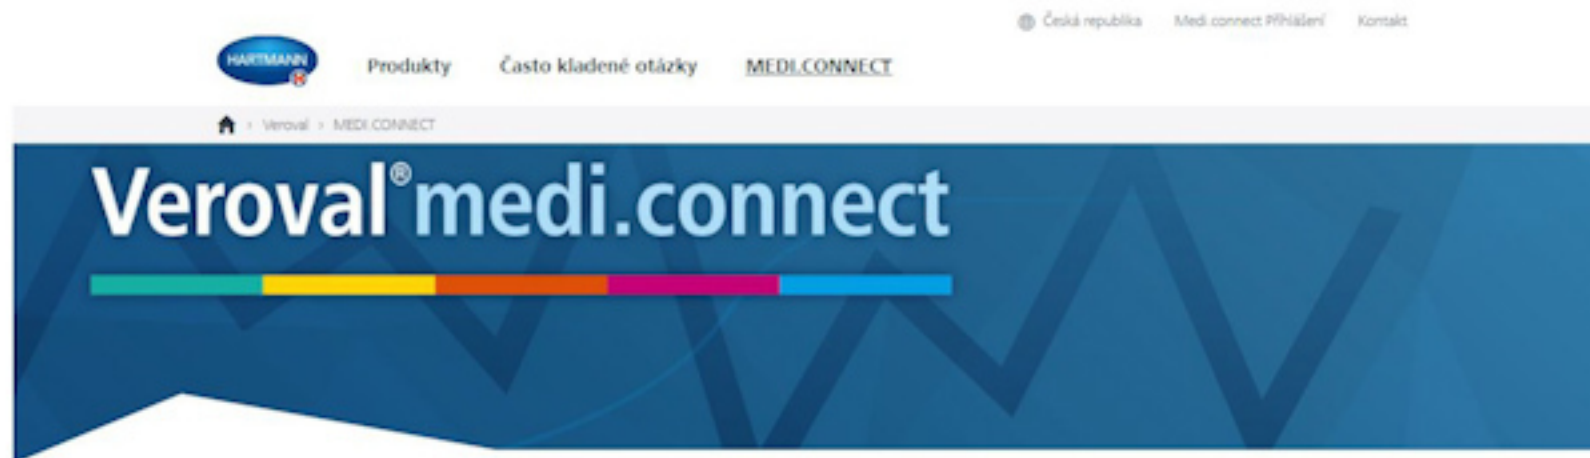 Česká republika Medi.connect Přihlášení Kontakt
HARTMANN
Produkty Často kladené otázky MEDI.CONNECT
Veroval › MEDI.CONNECT
Veroval® medi.connect